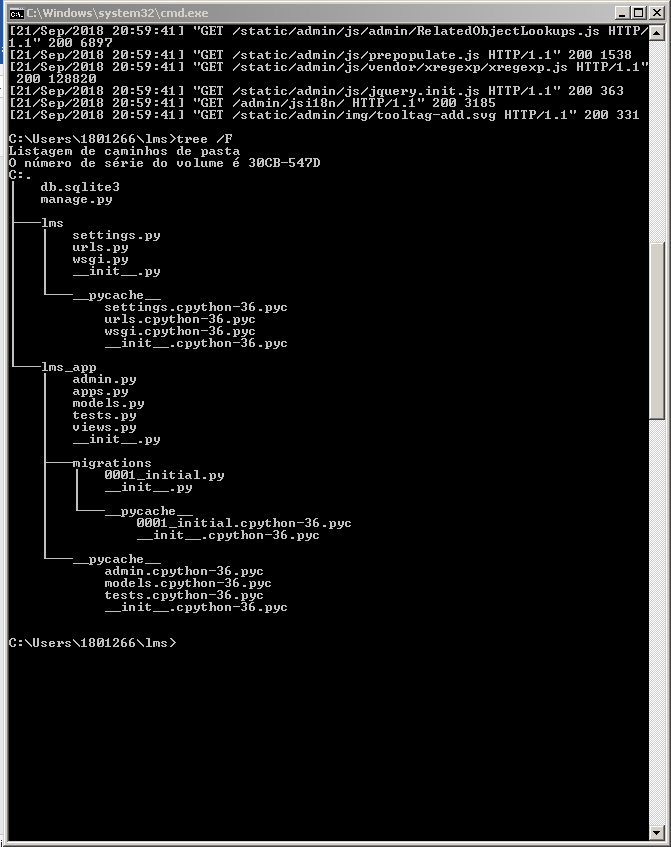 C:\Windows\system32\cmd.exe
[21/Sep/2018 20:59:41] "GET /static/admin/js/admin/RelatedObjectLookups.js HTTP/
1.1" 200 6897
[21/Sep/2018 20:59:41] "GET /static/admin/js/prepopulate.js HTTP/1.1" 200 1538
[21/Sep/2018 20:59:41] "GET /static/admin/js/vendor/xregexp/xregexp.js HTTP/1.1"
 200 128820
[21/Sep/2018 20:59:41] "GET /static/admin/js/jquery.init.js HTTP/1.1" 200 363
[21/Sep/2018 20:59:41] "GET /admin/jsi18n/ HTTP/1.1" 200 3185
[21/Sep/2018 20:59:41] "GET /static/admin/img/tooltag-add.svg HTTP/1.1" 200 331
C:\Users\1801266\lms>tree /F
Listagem de caminhos de pasta
O número de série do volume é 30CB-547D
C:.
db.sqlite3
manage.py
lms
settings.py
urls.py
wsgi.py
__init__.py
__pycache__
settings.cpython-36.pyc
urls.cpython-36.pyc
wsgi.cpython-36.pyc
__init__.cpython-36.pyc
lms_app
admin.py
apps.py
models.py
tests.py
views.py
__init__.py
migrations
0001_initial.py
__init__.py
__pycache__
0001_initial.cpython-36.pyc
__init__.cpython-36.pyc
__pycache__
admin.cpython-36.pyc
models.cpython-36.pyc
tests.cpython-36.pyc
__init__.cpython-36.pyc
C:\Users\1801266\lms>